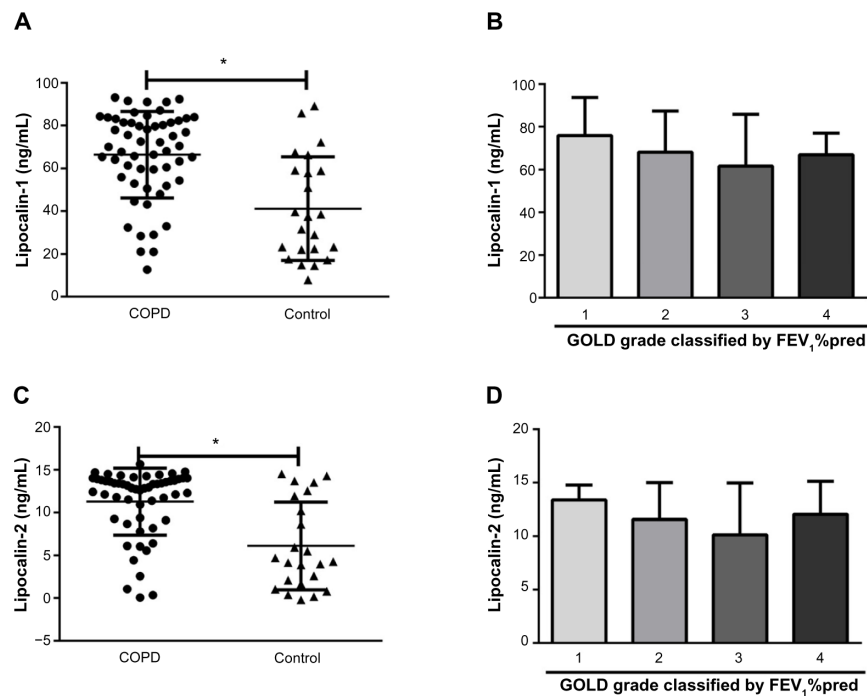 A
*
Lipocalin-1 (ng/mL)
100
80
60
40
20
0
COPD Control
B
Lipocalin-1 (ng/mL)
100
80
60
40
20
0
1 2 3 4
GOLD grade classified by FEV₁%pred
C
*
Lipocalin-2 (ng/mL)
20
15
10
5
0
−5
COPD Control
D
Lipocalin-2 (ng/mL)
20
15
10
5
0
1 2 3 4
GOLD grade classified by FEV₁%pred